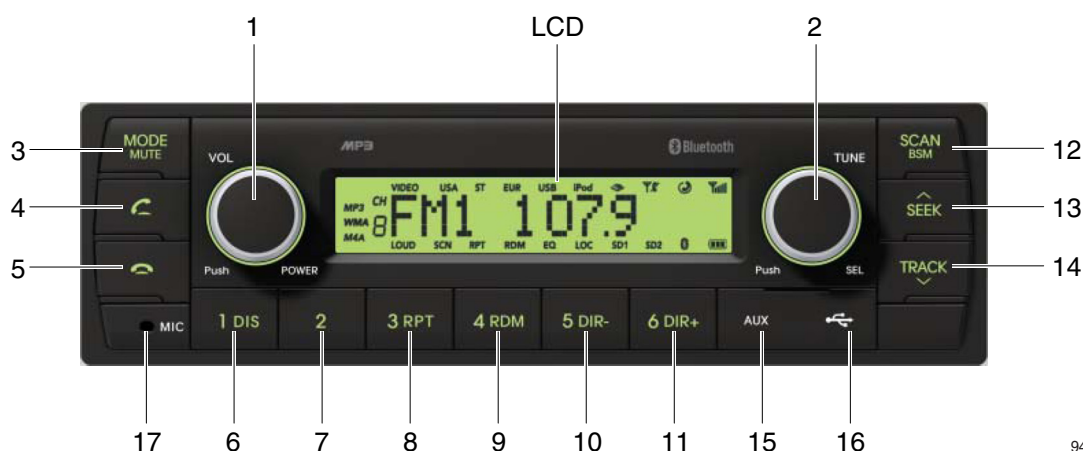 1 LCD 2
MODE
MUTE
VOL
MP3
Bluetooth
TUNE
SCAN
BSM
3
12
VIDEO USA ST EUR USB iPod
4
MP3 CH
WMA 8 FM1 107.9
M4A
SEEK
13
LOUD SCN RPT RDM EQ LOC SD1 SD2
5
Push POWER
Push SEL
TRACK
14
MIC
1 DIS 2 3 RPT 4 RDM 5 DIR- 6 DIR+ AUX
17 6 7 8 9 10 11 15 16
94